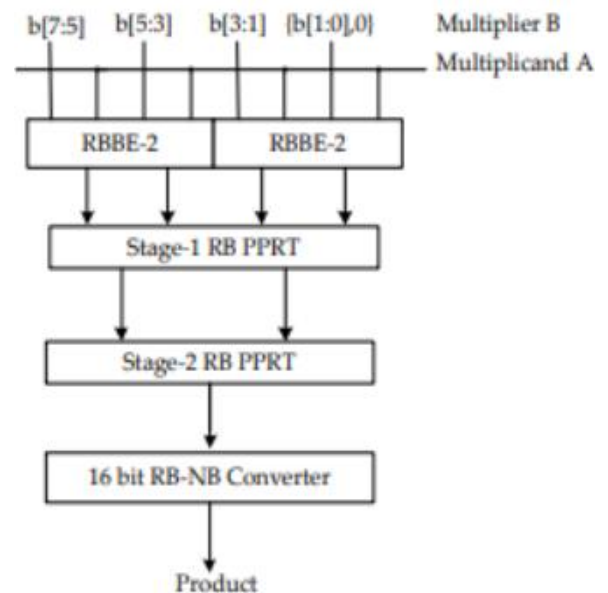 b[7:5] b[5:3] b[3:1] {b[1:0],0} Multiplier B
Multiplicand A
RBBE-2 RBBE-2
Stage-1 RB PPRT
Stage-2 RB PPRT
16 bit RB-NB Converter
Product